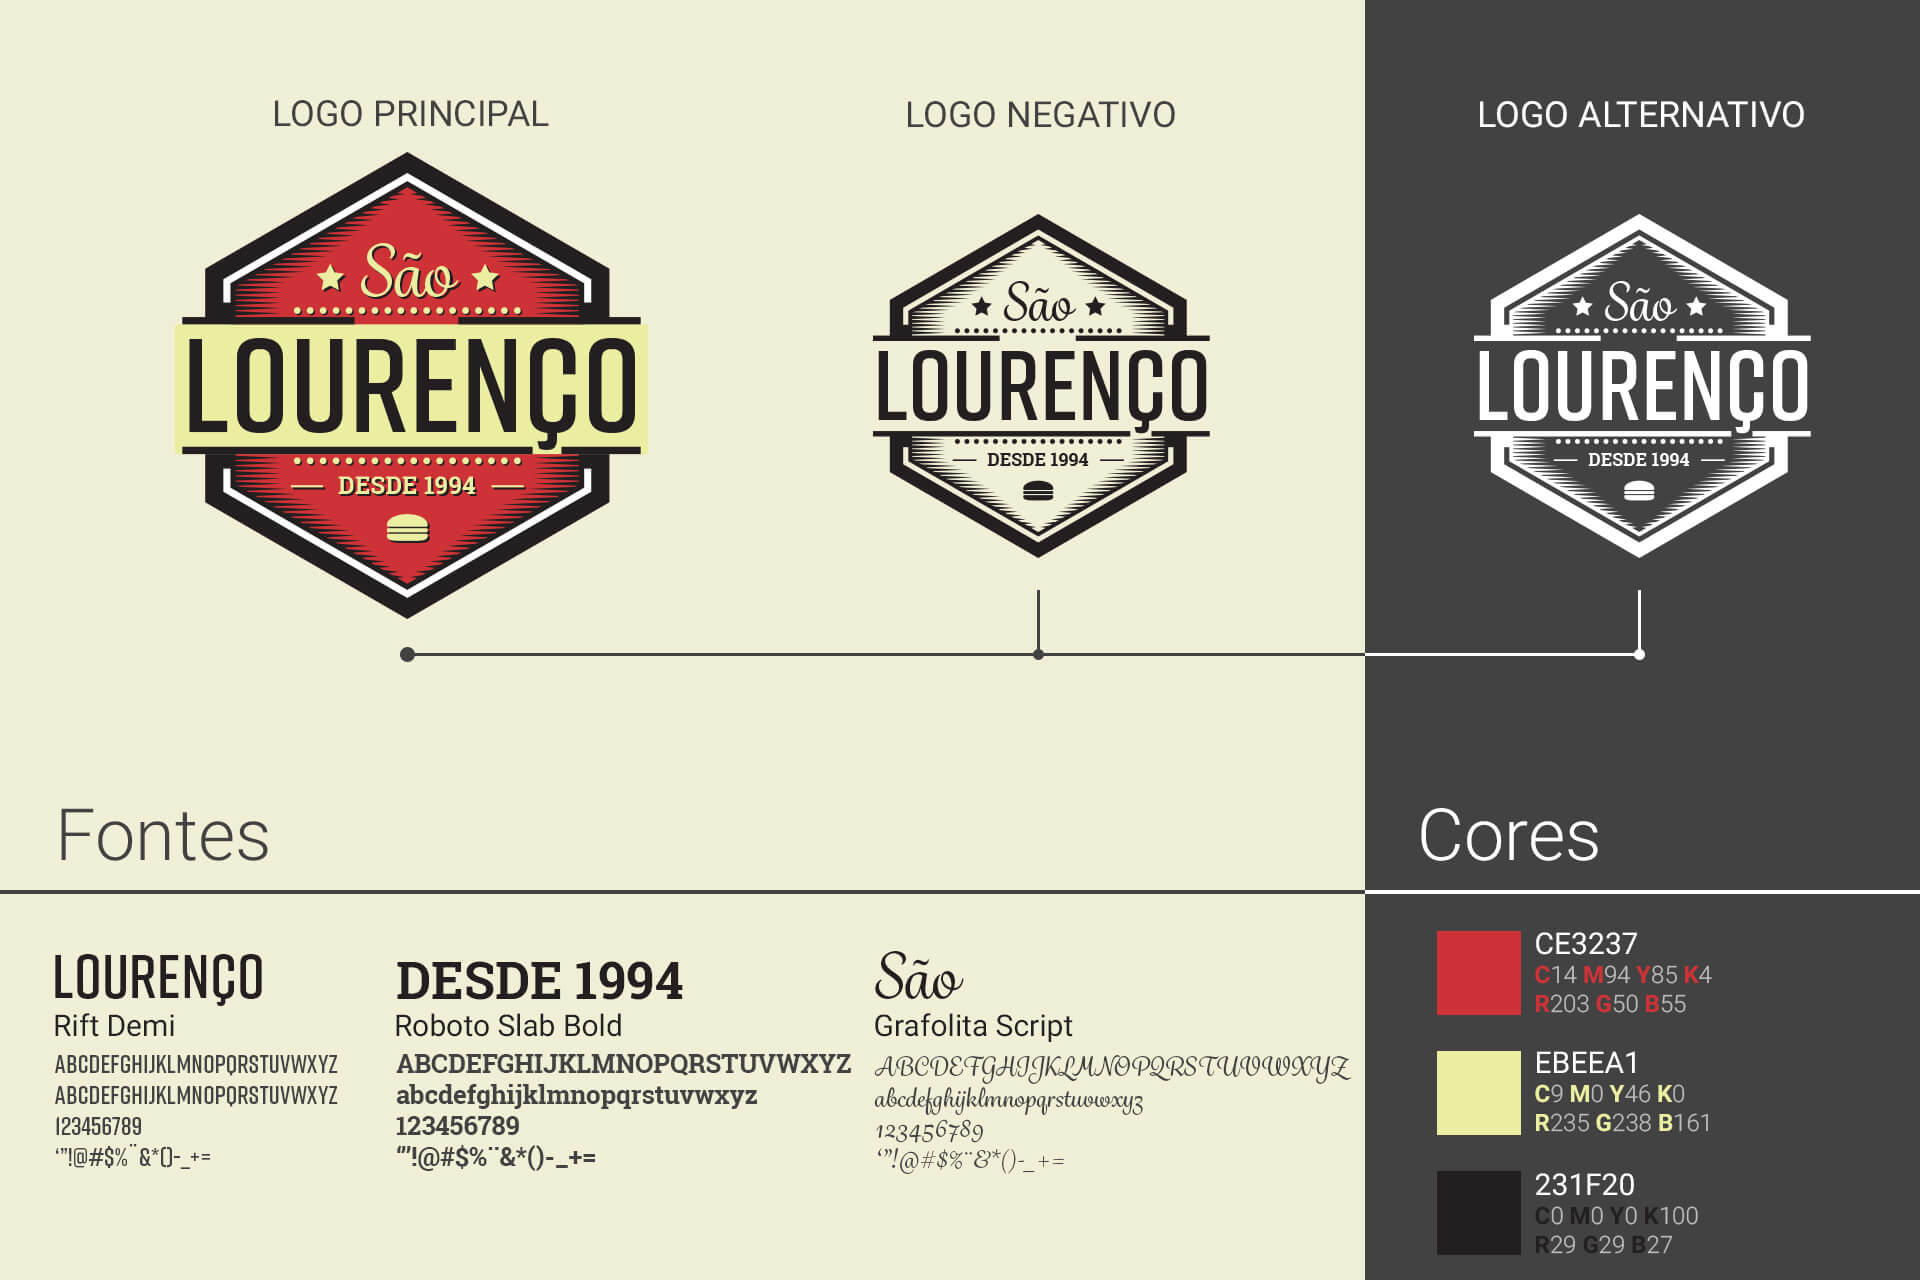 LOGO PRINCIPAL
São
LOURENÇO
DESDE 1994
LOGO NEGATIVO
São
LOURENÇO
DESDE 1994
LOGO ALTERNATIVO
São
LOURENÇO
DESDE 1994
Fontes
LOURENÇO
Rift Demi
ABCDEFGHIJKLMNOPQRSTUVWXYZ
ABCDEFGHIJKLMNOPQRSTUVWXYZ
123456789
‘”!@#$%¨&*()-_+=
DESDE 1994
Roboto Slab Bold
ABCDEFGHIJKLMNOPQRSTUVWXYZ
abcdefghijklmnopqrstuvwxyz
123456789
‘”!@#$%¨&*()-_+=
São
Grafolita Script
ABCDEFGHIJKLMNOPQRSTUVWXYZ
abcdefghijklmnopqrstuvwxyz
123456789
‘”!@#$%¨&*()-_+=
Cores
CE3237
C14 M94 Y85 K4
R203 G50 B55
EBEEA1
C9 M0 Y46 K0
R235 G238 B161
231F20
C0 M0 Y0 K100
R29 G29 B27